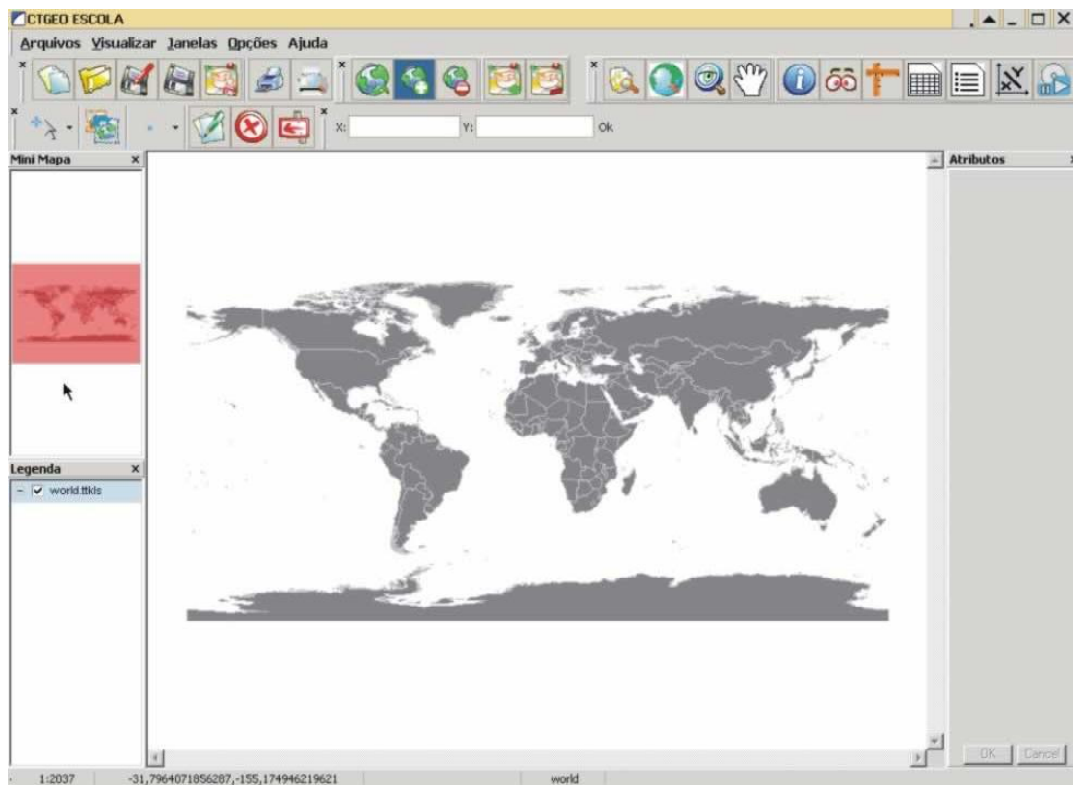 CTGEO ESCOLA
Arquivos Visualizar Janelas Opções Ajuda
X: Y: Ok
Mini Mapa
Atributos
Legenda
world.ttkls
OK Cancel
1:2037 -31,7964071856287,-155,174946219621 world